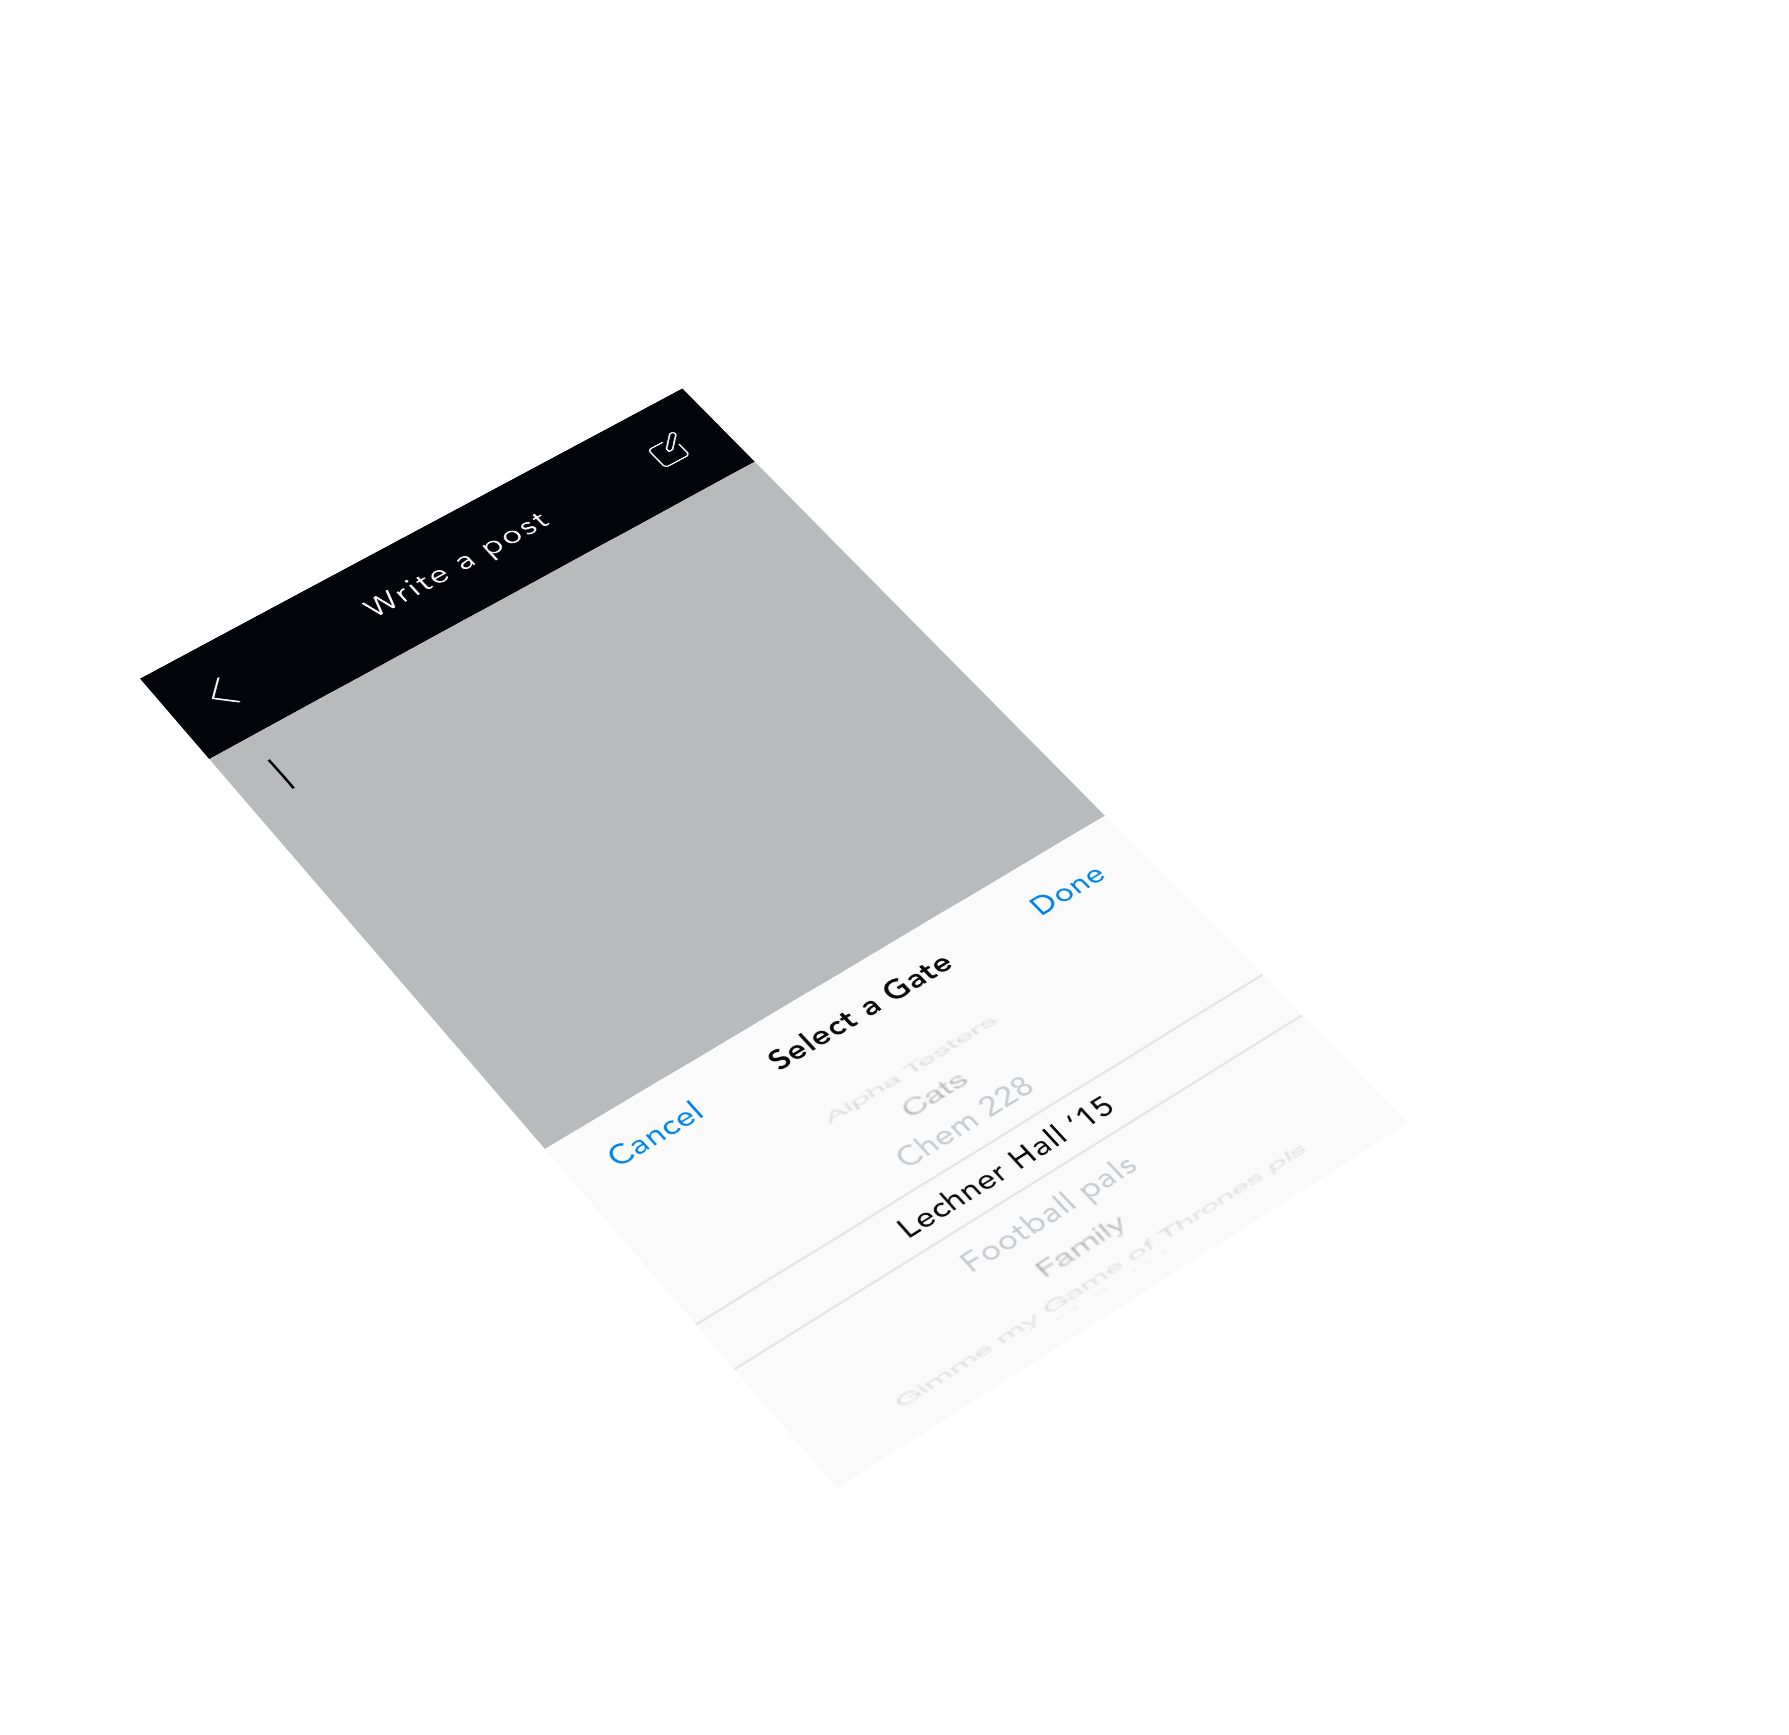 Write a post
Cancel
Select a Gate
Done
Alpha Testers
Cats
Chem 228
Lechner Hall ‘15
Football pals
Family
Gimme my Game of Thrones pls